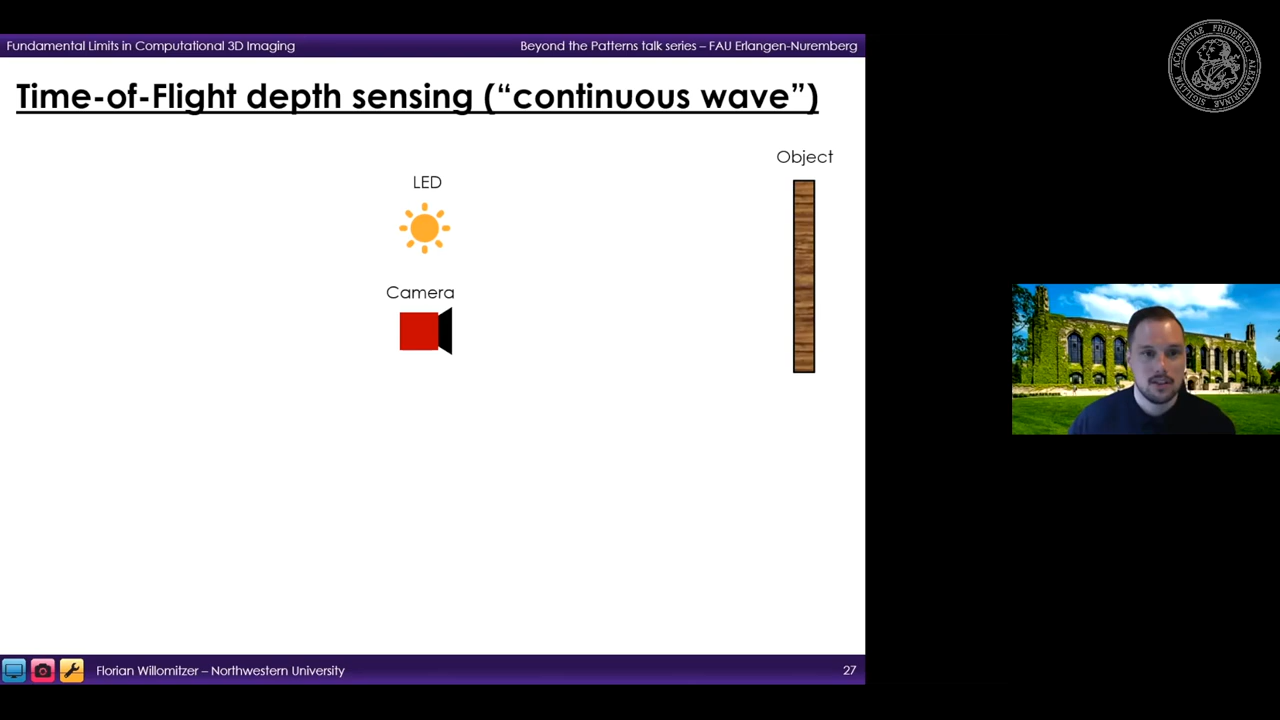 Fundamental Limits in Computational 3D Imaging
Beyond the Patterns talk series – FAU Erlangen-Nuremberg
Time-of-Flight depth sensing (“continuous wave”)
Object
LED
Camera
Florian Willomitzer – Northwestern University
27